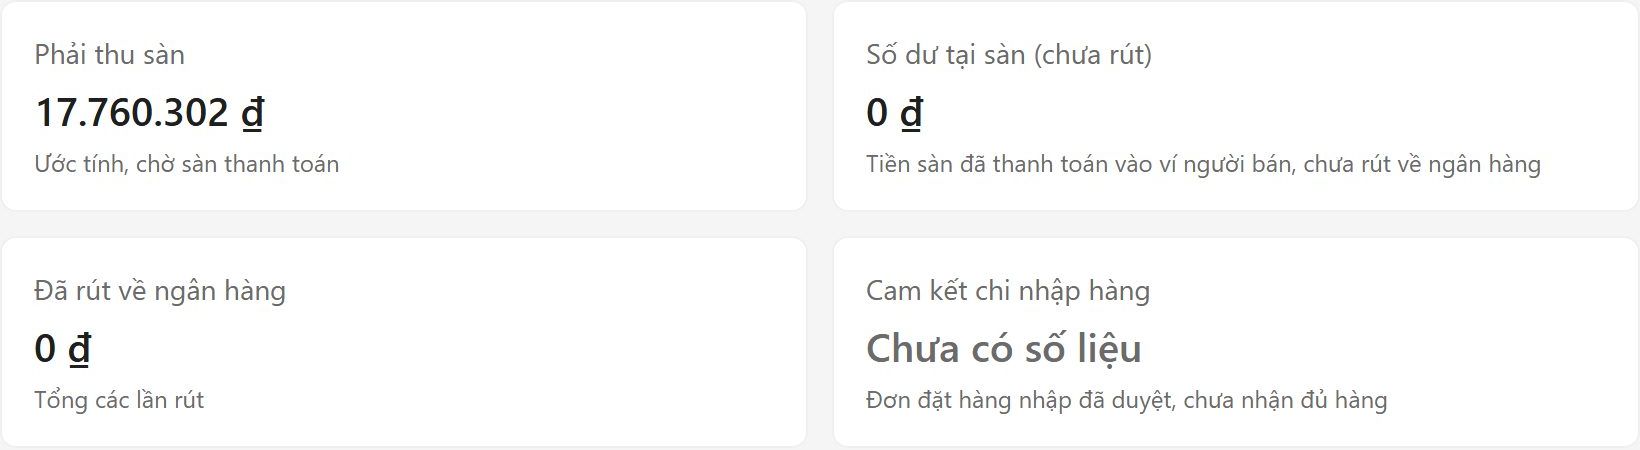 Phải thu sàn
17.760.302 ₫
Ước tính, chờ sàn thanh toán
Số dư tại sàn (chưa rút)
0 ₫
Tiền sàn đã thanh toán vào ví người bán, chưa rút về ngân hàng
Đã rút về ngân hàng
0 ₫
Tổng các lần rút
Cam kết chi nhập hàng
Chưa có số liệu
Đơn đặt hàng nhập đã duyệt, chưa nhận đủ hàng